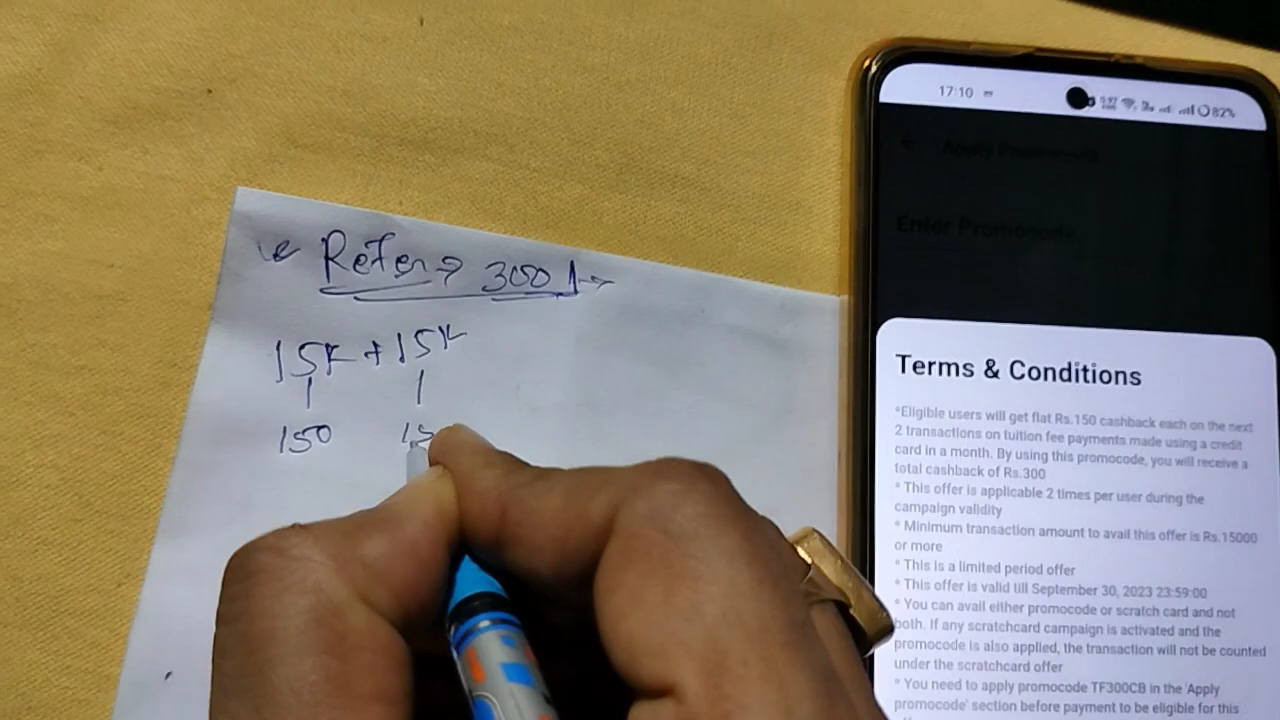 Refer → 300
15K + 15K
150
17:10
82%
Apply Promocode
Enter Promocode
Terms & Conditions
*Eligible users will get flat Rs.150 cashback each on the next
2 transactions on tuition fee payments made using a credit
card in a month. By using this promocode, you will receive a
total cashback of Rs.300
* This offer is applicable 2 times per user during the
campaign validity
* Minimum transaction amount to avail this offer is Rs.15000
or more
* This is a limited period offer
* This offer is valid till September 30, 2023 23:59:00
* You can avail either promocode or scratch card and not
both. If any scratchcard campaign is activated and the
promocode is also applied, the transaction will not be counted
under the scratchcard offer
* You need to apply promocode TF300CB in the 'Apply
promocode' section before payment to be eligible for this